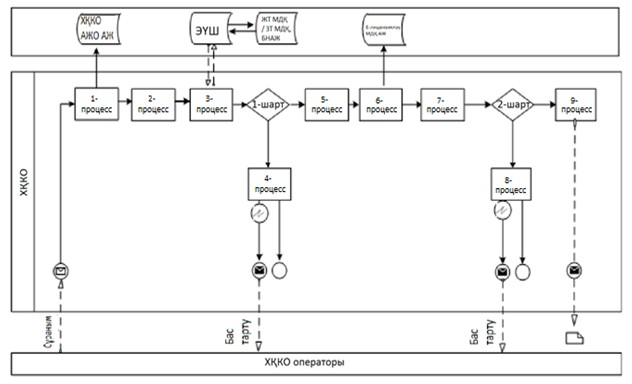 ХҚКО
АЖО АЖ
ЭҮШ
ЖТ МДҚ
/ ЗТ МДҚ,
БНАЖ
Е-лицензиялау
МДҚ АЖ
ХҚКО
1-
процесс
2-
процесс
3-
процесс
1-шарт
5-
процесс
6-
процесс
7-
процесс
2-шарт
9-
процесс
4-
процесс
8-
процесс
Сұраным
Бас
тарту
Бас
тарту
ХҚКО операторы